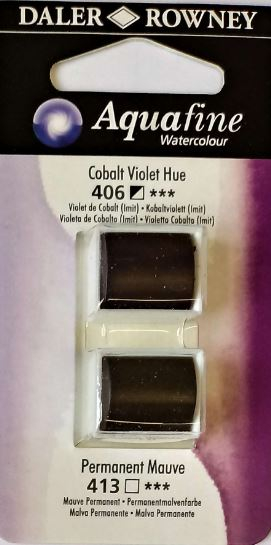 DALER ROWNEY
Aquafine
Watercolour
Cobalt Violet Hue
406 ◩ ***
Violet de Cobalt (Imit) • Kobaltviolett (Imit)
Violeta de Cobalto (Imit) • Violetto Cobalto (Imit)
Permanent Mauve
413 □ ***
Mauve Permanent • Permanentmalvenfarbe
Malva Permanente • Malva Permanente